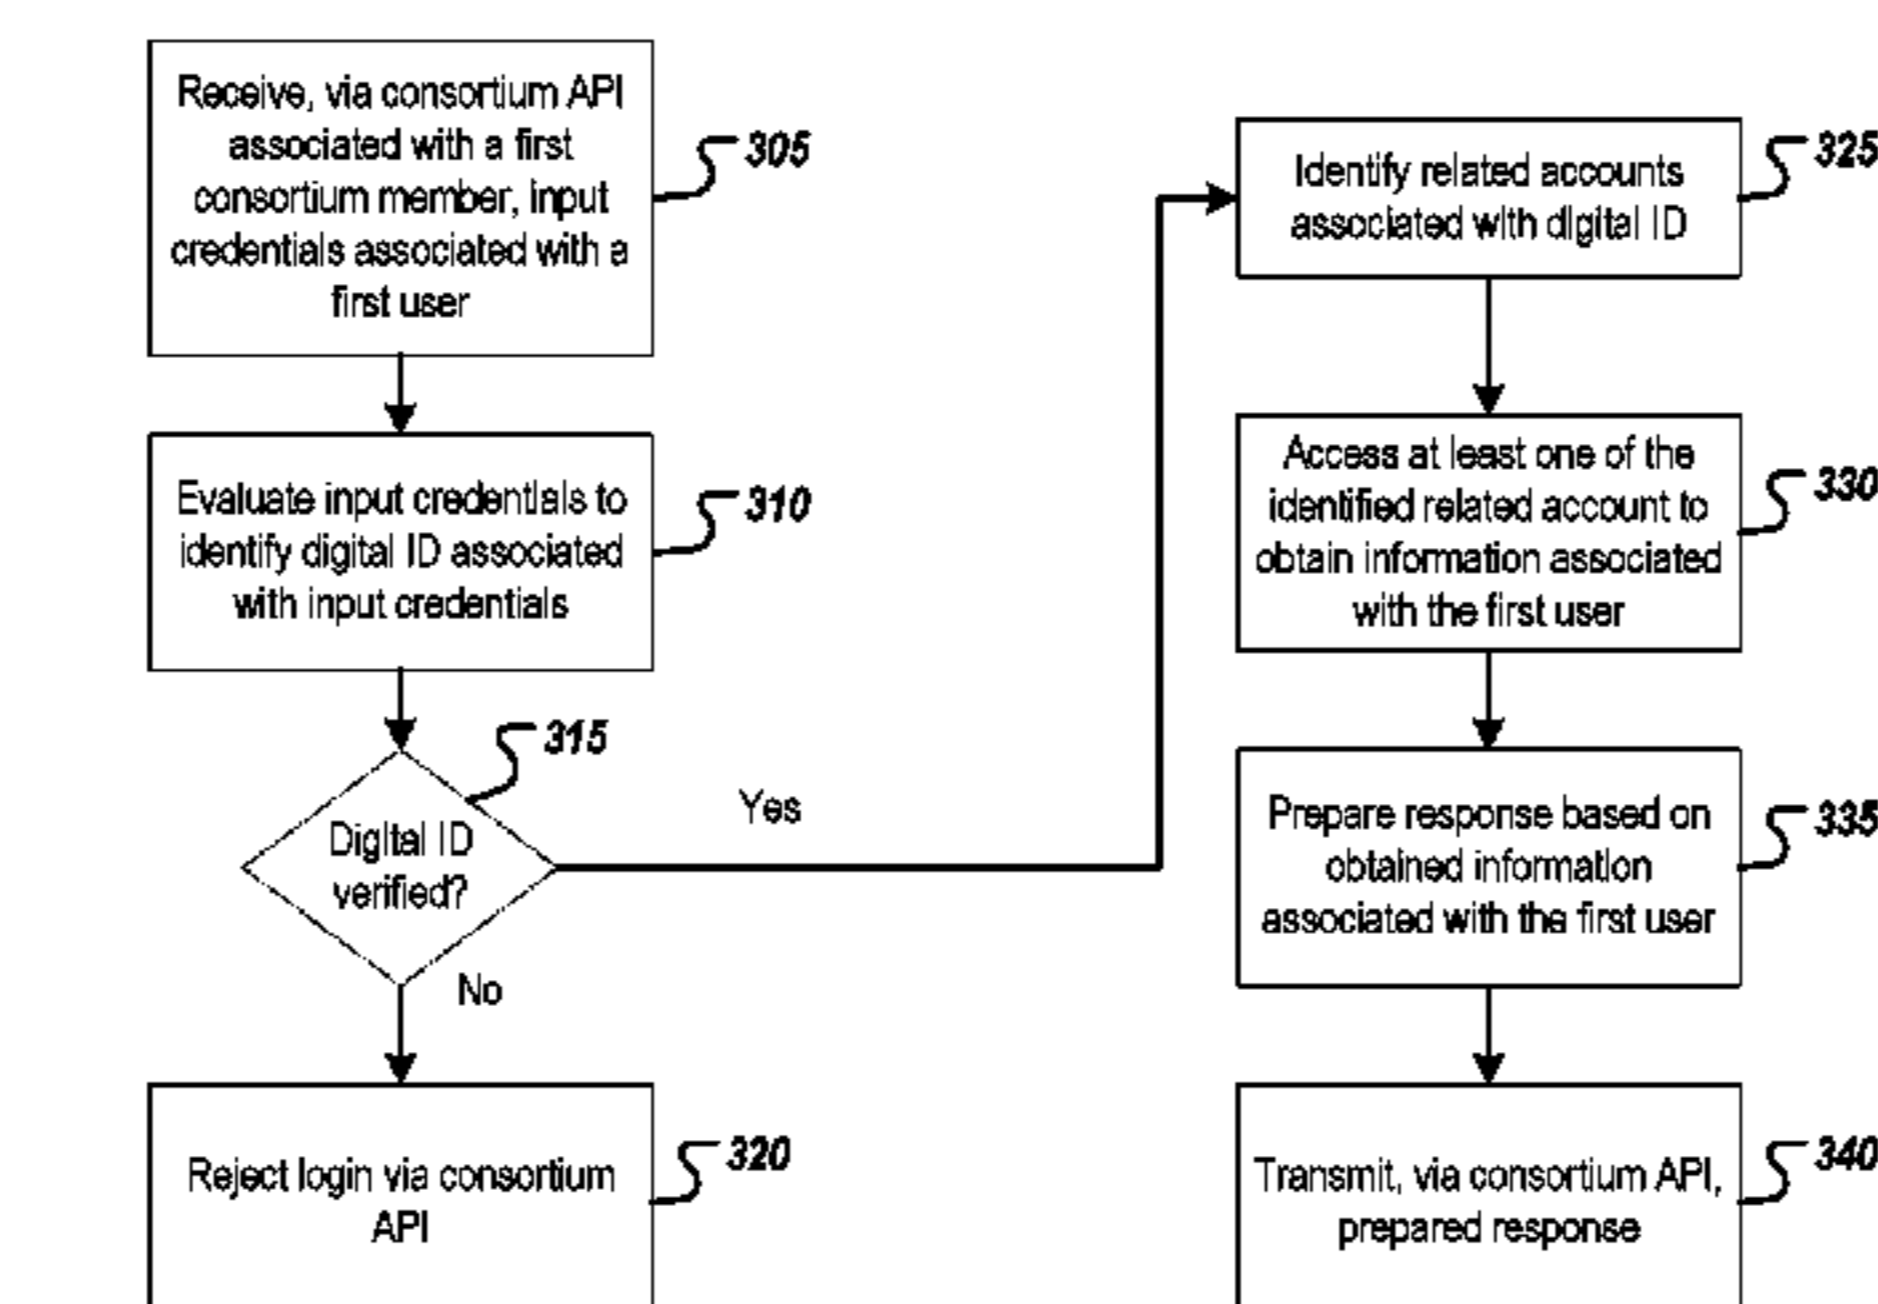 Receive, via consortium API
associated with a first
consortium member, input
credentials associated with a
first user
305
Evaluate input credentials to
identify digital ID associated
with input credentials
310
315
Digital ID
verified?
Yes
No
Reject login via consortium
API
320
Identify related accounts
associated with digital ID
325
Access at least one of the
identified related account to
obtain information associated
with the first user
330
Prepare response based on
obtained information
associated with the first user
335
Transmit, via consortium API,
prepared response
340